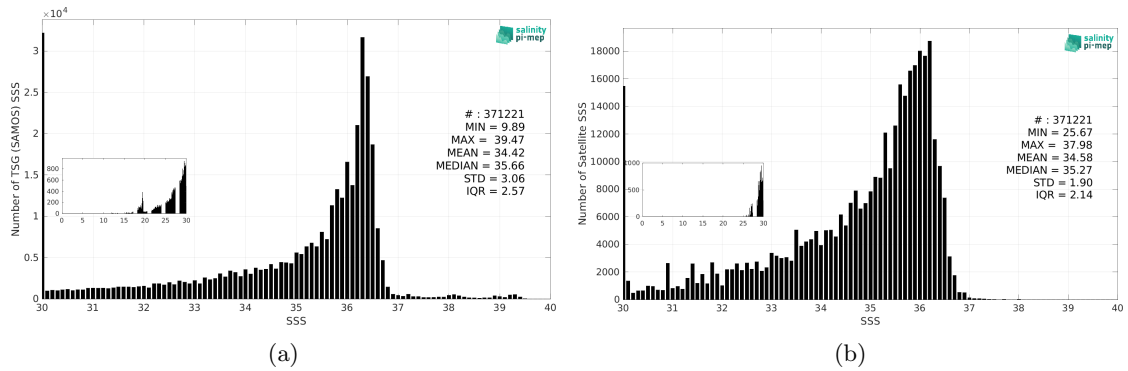 ×10⁴
salinity
pi-mep
Number of TSG (SAMOS) SSS
3
2.5
2
1.5
1
0.5
0
# : 371221
MIN = 9.89
MAX = 39.47
MEAN = 34.42
MEDIAN = 35.66
STD = 3.06
IQR = 2.57
800
600
400
200
0
0 5 10 15 20 25 30
30 31 32 33 34 35 36 37 38 39 40
SSS
(a)
salinity
pi-mep
Number of Satellite SSS
18000
16000
14000
12000
10000
8000
6000
4000
2000
0
# : 371221
MIN = 25.67
MAX = 37.98
MEAN = 34.58
MEDIAN = 35.27
STD = 1.90
IQR = 2.14
1000
500
0
0 5 10 15 20 25 30
30 31 32 33 34 35 36 37 38 39 40
SSS
(b)